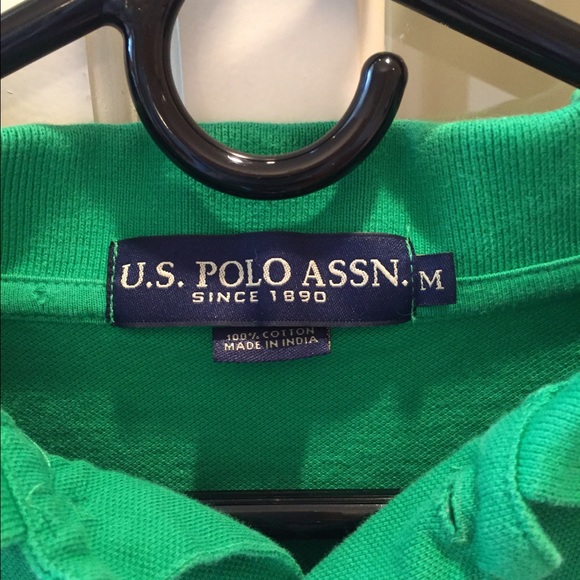 U.S. POLO ASSN.
SINCE 1890
M
100% COTTON
MADE IN INDIA